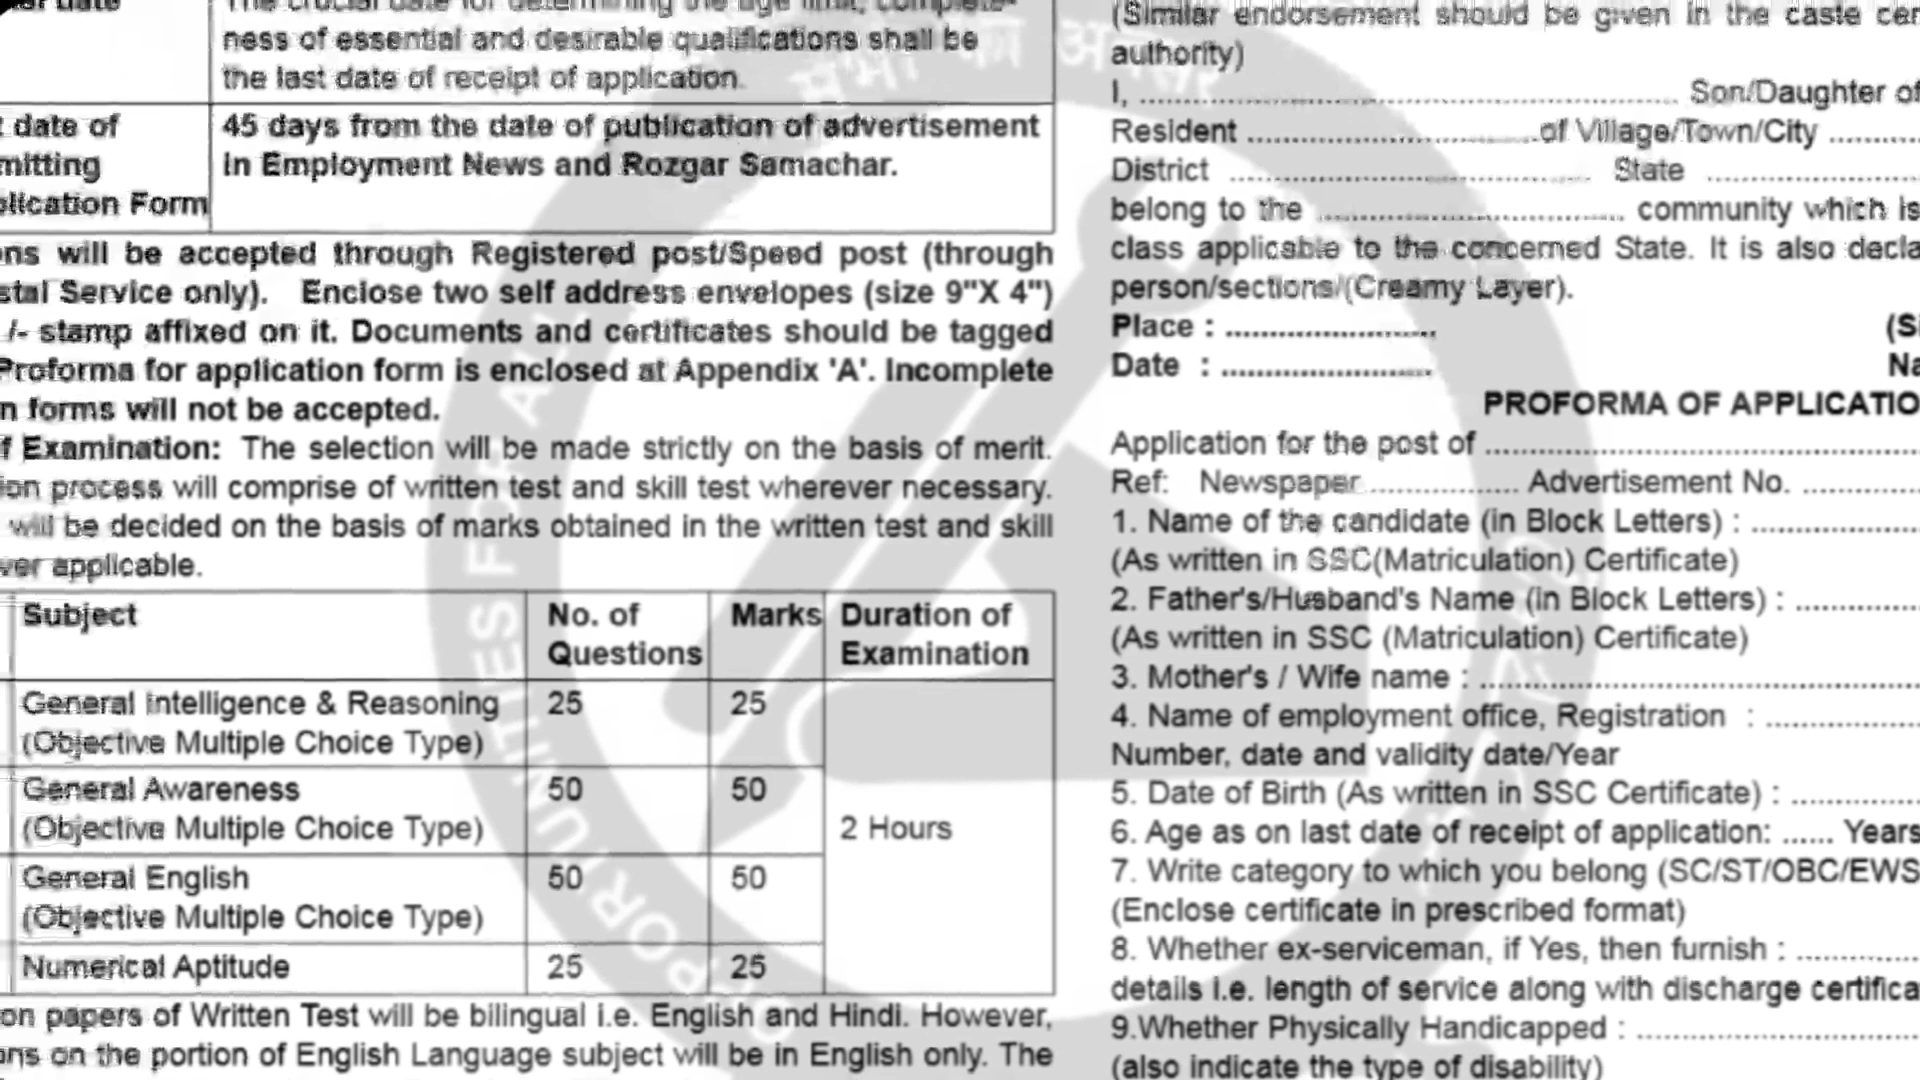 ness of essential and desirable qualifications shall be
the last date of receipt of application.
date of
45 days from the date of publication of advertisement
in Employment News and Rozgar Samachar.
Form
will be accepted through Registered post/Speed post (through
Service only). Enclose two self address envelopes (size 9"X 4")
/- stamp affixed on it. Documents and certificates should be tagged
Proforma for application form is enclosed at Appendix 'A'. Incomplete
forms will not be accepted.
Examination: The selection will be made strictly on the basis of merit.
process will comprise of written test and skill test wherever necessary.
will be decided on the basis of marks obtained in the written test and skill
applicable.
Subject No. of Questions Marks Duration of Examination
General Intelligence & Reasoning 25 25
(Objective Multiple Choice Type)
General Awareness 50 50
(Objective Multiple Choice Type) 2 Hours
General English 50 50
(Objective Multiple Choice Type)
Numerical Aptitude 25 25
papers of Written Test will be bilingual i.e. English and Hindi. However,
on the portion of English Language subject will be in English only. The
(Similar endorsement should be given in the caste
authority)
I, .......... Son/Daughter of
Resident .......... of Village/Town/City ..........
District .......... State ..........
belong to the .......... community which is
class applicable to the concerned State. It is also
person/sections/(Creamy Layer).
Place : ..........
Date : ..........
PROFORMA OF
Application for the post of ..........
Ref: Newspaper .......... Advertisement No. ..........
1. Name of the candidate (in Block Letters) : ..........
(As written in SSC(Matriculation) Certificate)
2. Father's/Husband's Name (in Block Letters) : ..........
(As written in SSC (Matriculation) Certificate)
3. Mother's / Wife name : ..........
4. Name of employment office, Registration : ..........
Number, date and validity date/Year
5. Date of Birth (As written in SSC Certificate) : ..........
6. Age as on last date of receipt of application: ...... Years
7. Write category to which you belong (SC/ST/OBC/EWS
(Enclose certificate in prescribed format)
8. Whether ex-serviceman, if Yes, then furnish : ..........
details i.e. length of service along with discharge
9.Whether Physically Handicapped : ..........
(also indicate the type of disability)